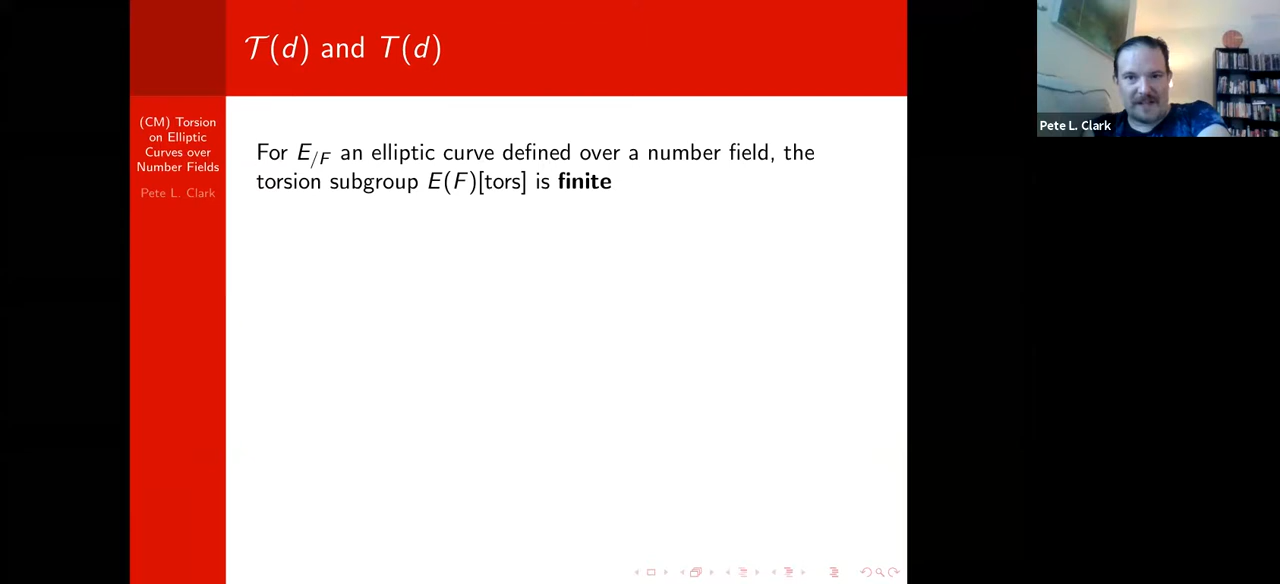 𝒯(d) and T(d)
(CM) Torsion
on Elliptic
Curves over
Number Fields
Pete L. Clark
For E/F an elliptic curve defined over a number field, the
torsion subgroup E(F)[tors] is finite
Pete L. Clark